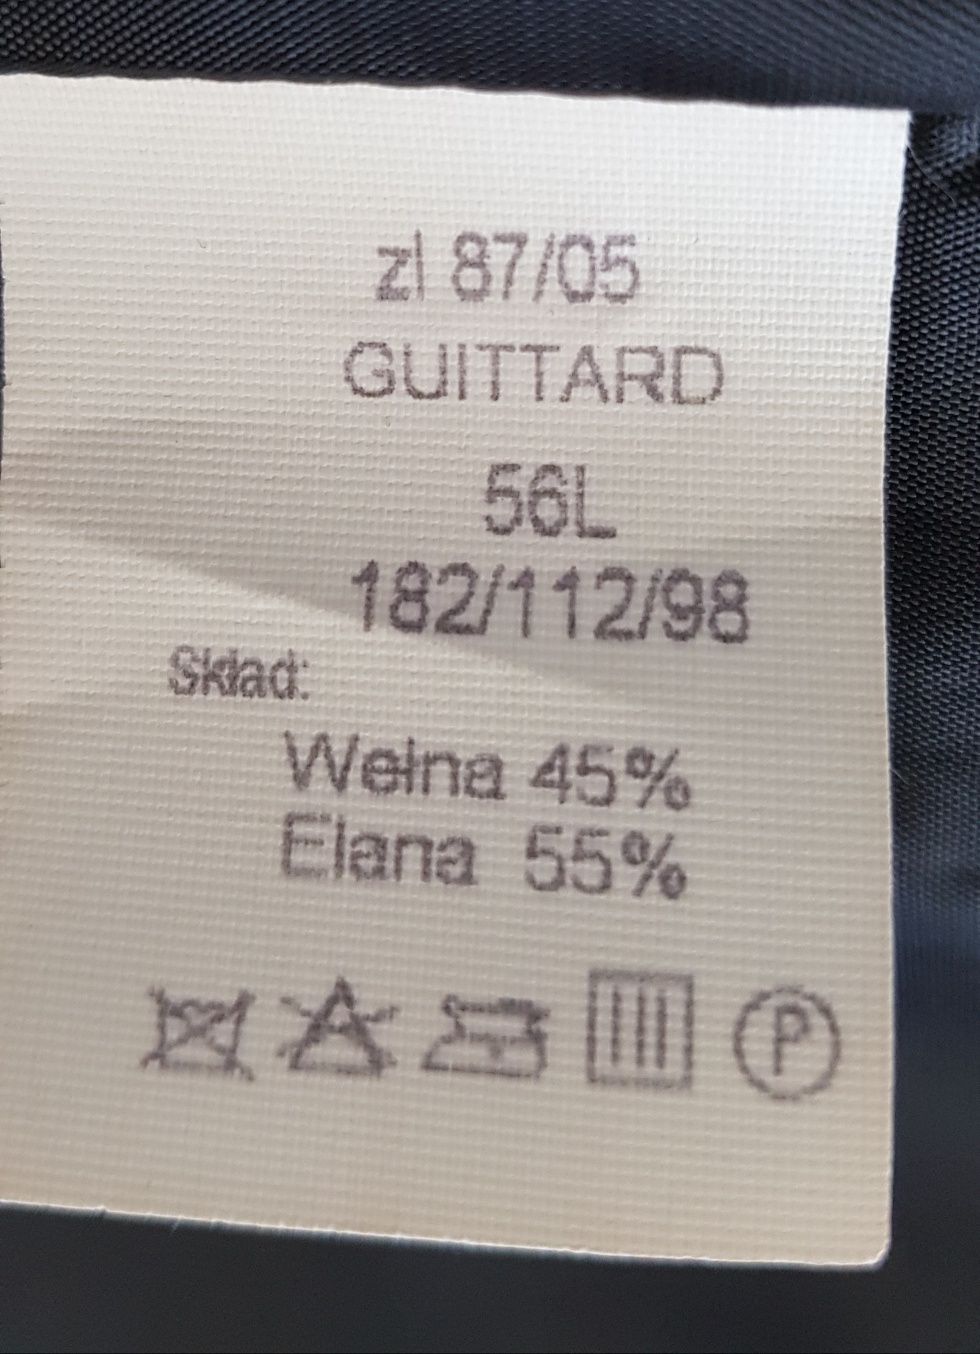 zl 87/05
GUITTARD
56L
182/112/98
Skład:
Wełna 45%
Elana 55%
P